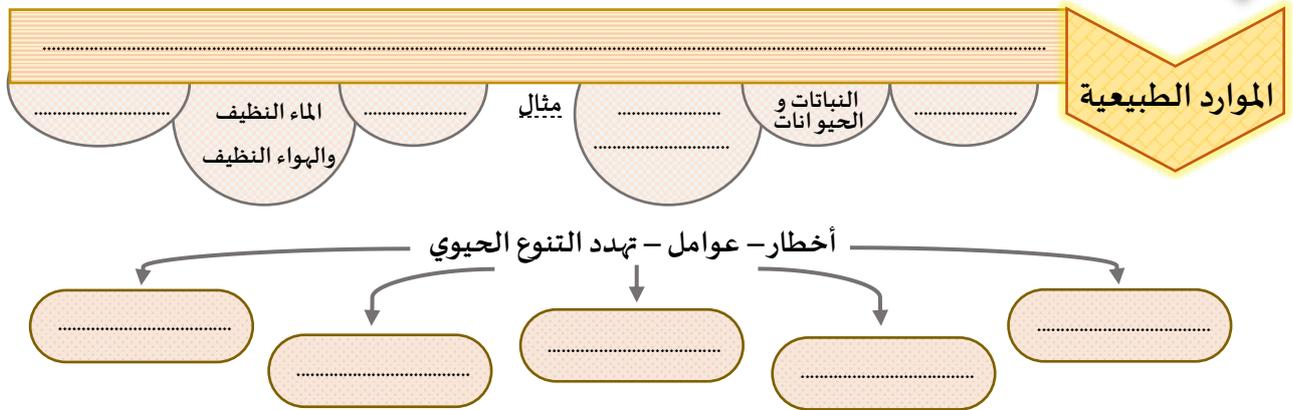 الموارد الطبيعية
........................................................................
........................
النباتات و
الحيوانات
........................
................................
مثال
........................
الماء النظيف
والهواء النظيف
................................
أخطار – عوامل – تهدد التنوع الحيوي
........................................
........................................
........................................
........................................
........................................